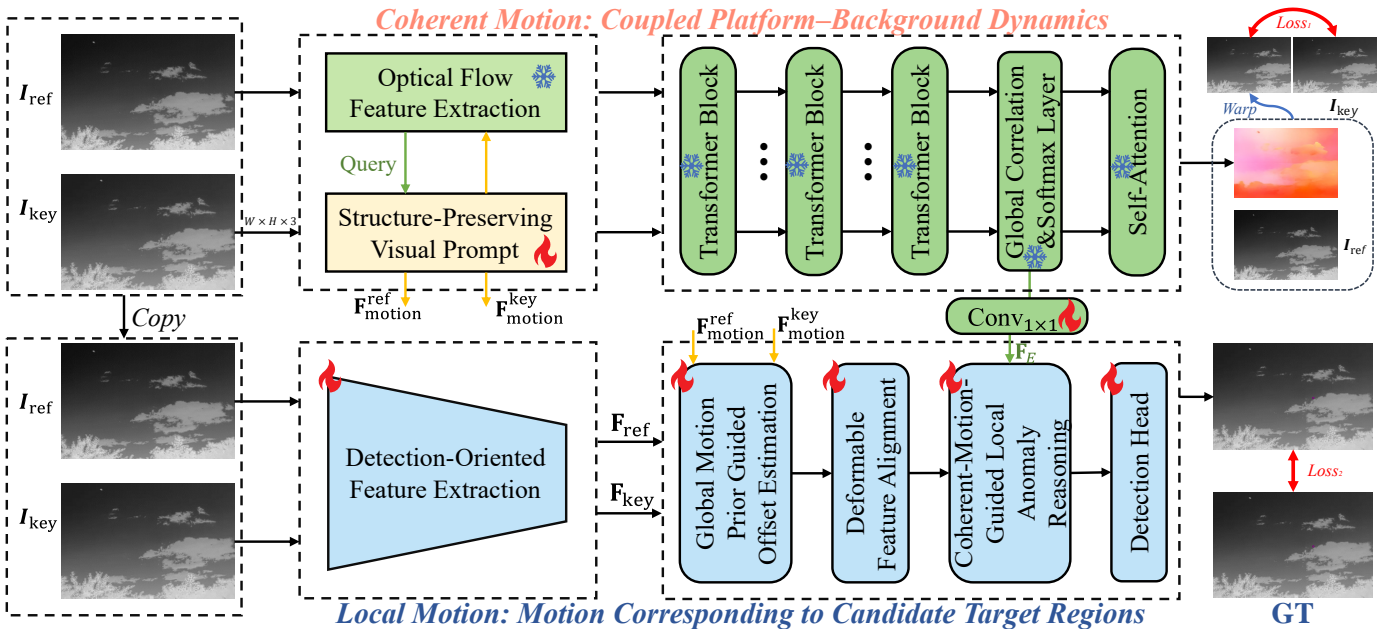 Coherent Motion: Coupled Platform–Background Dynamics
I_ref
I_key
W × H × 3
Copy
Optical Flow
Feature Extraction
Query
Structure-Preserving
Visual Prompt
F_motion^ref
F_motion^key
Transformer Block
Transformer Block
Transformer Block
Global Correlation
&Softmax Layer
Self-Attention
Conv_1×1
F_E
Loss₁
Warp
I_key
I_ref
I_ref
I_key
Detection-Oriented
Feature Extraction
F_ref
F_key
F_motion^ref
F_motion^key
Global Motion
Prior Guided
Offset Estimation
Deformable
Feature Alignment
Coherent-Motion-
Guided Local
Anomaly
Reasoning
Detection Head
Loss₂
GT
Local Motion: Motion Corresponding to Candidate Target Regions